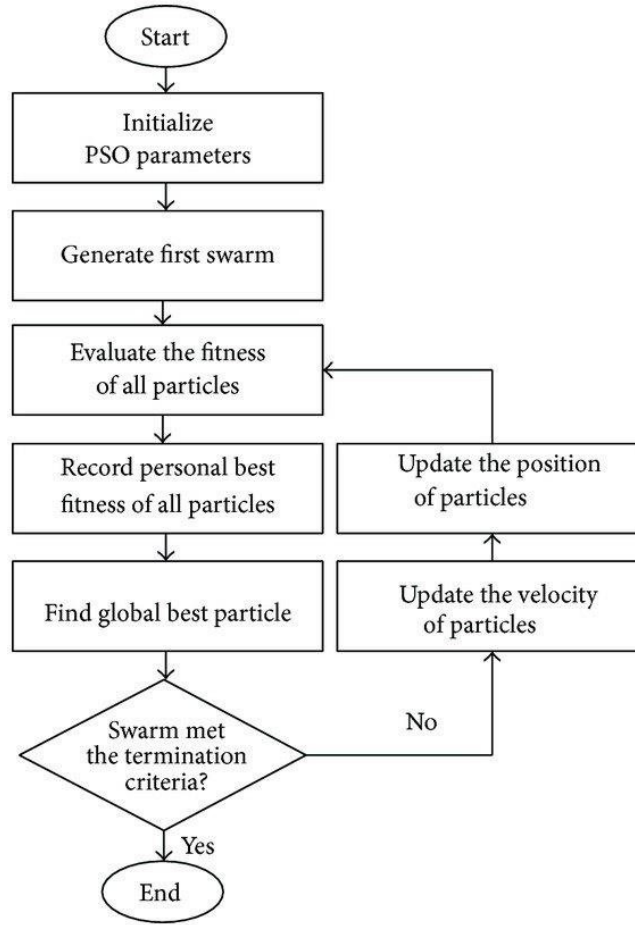 Start
Initialize
PSO parameters
Generate first swarm
Evaluate the fitness
of all particles
Record personal best
fitness of all particles
Update the position
of particles
Find global best particle
Update the velocity
of particles
Swarm met
the termination
criteria?
No
Yes
End